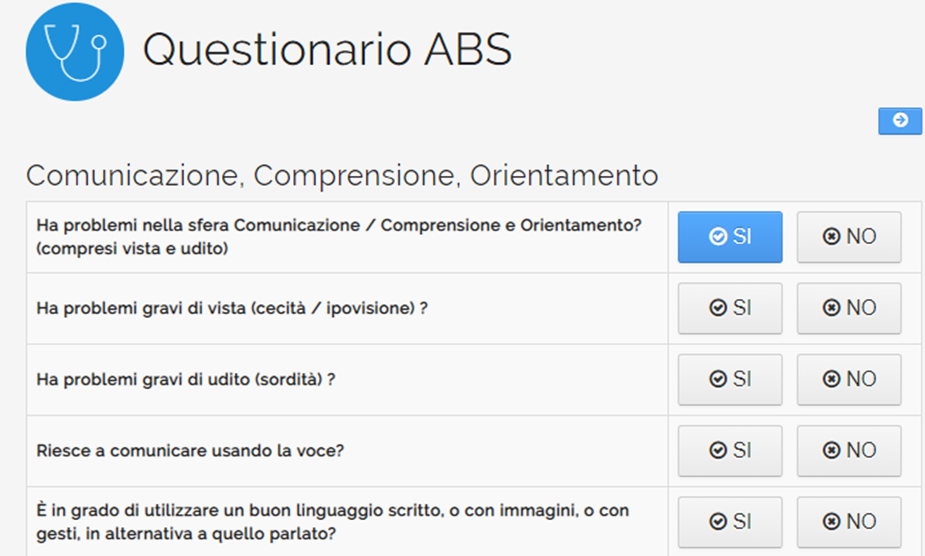 Questionario ABS
Comunicazione, Comprensione, Orientamento
Ha problemi nella sfera Comunicazione / Comprensione e Orientamento?
(compresi vista e udito)
SI
NO
Ha problemi gravi di vista (cecità / ipovisione) ?
SI
NO
Ha problemi gravi di udito (sordità) ?
SI
NO
Riesce a comunicare usando la voce?
SI
NO
È in grado di utilizzare un buon linguaggio scritto, o con immagini, o con
gesti, in alternativa a quello parlato?
SI
NO